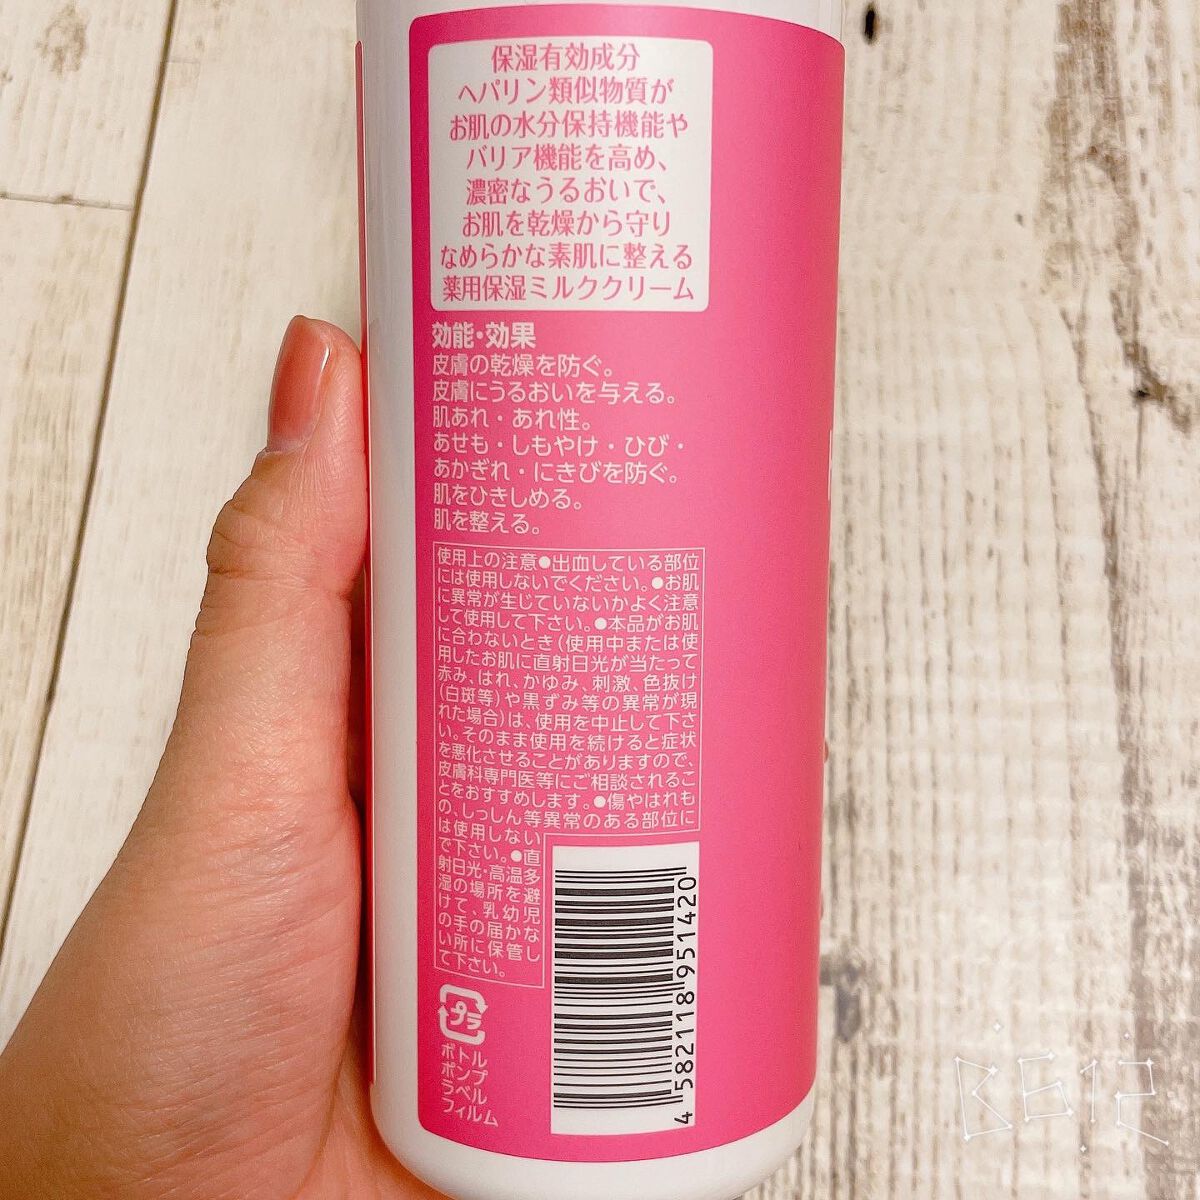 保湿有効成分
ヘパリン類似物質が
お肌の水分保持機能や
バリア機能を高め、
濃密なうるおいで、
お肌を乾燥から守り
なめらかな素肌に整える
薬用保湿ミルククリーム
効能・効果
皮膚の乾燥を防ぐ。
皮膚にうるおいを与える。
肌あれ・あれ性。
あせも・しもやけ・ひび・
あかぎれ・にきびを防ぐ。
肌をひきしめる。
肌を整える。
使用上の注意●出血している部位
には使用しないでください。●お肌
に異常が生じていないかよく注意
して使用して下さい。●本品がお肌
に合わないとき（使用中または使
用したお肌に直射日光が当たって
赤み、はれ、かゆみ、刺激、色抜け
（白斑等）や黒ずみ等の異常が現
れた場合）は、使用を中止して下さ
い。そのまま使用を続けると症状
を悪化させることがありますので、
皮膚科専門医等にご相談されるこ
とをおすすめします。●傷やはれも
の、しっしん等異常のある部位に
は使用しない
で下さい。●直
射日光・高温多
湿の場所を避
けて、乳幼児
の手の届かな
い所に保管し
て下さい。
4582118951420
プラ
ボトル
ポンプ
ラベル
フィルム
B612